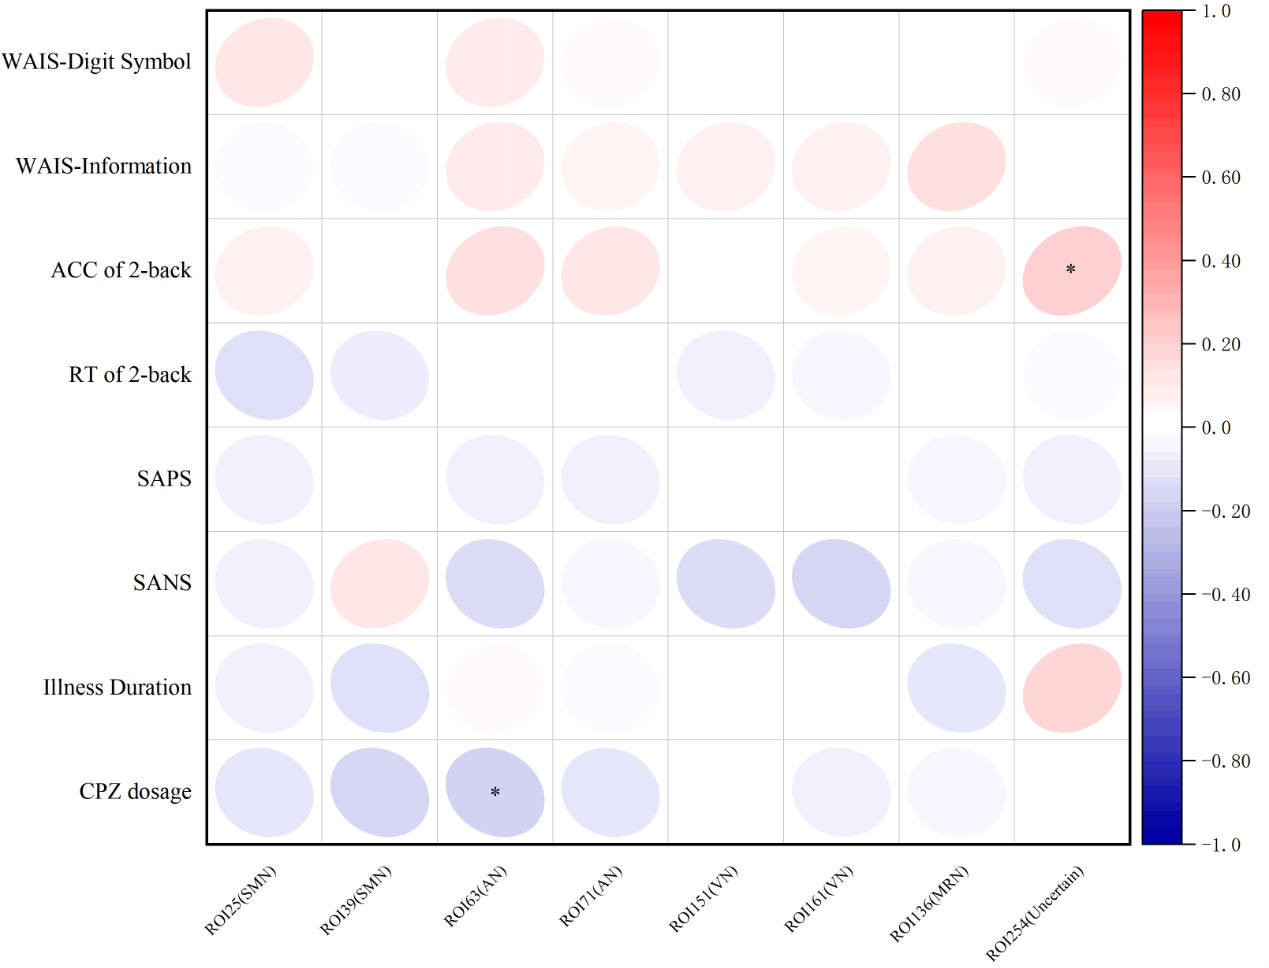 WAIS-Digit Symbol
WAIS-Information
ACC of 2-back
*
RT of 2-back
SAPS
SANS
Illness Duration
CPZ dosage
*
ROI25(SMN)
ROI39(SMN)
ROI63(AN)
ROI71(AN)
ROI151(VN)
ROI161(VN)
ROI136(MRN)
ROI254(Uncertain)
1.0
0.80
0.60
0.40
0.20
0.0
-0.20
-0.40
-0.60
-0.80
-1.0